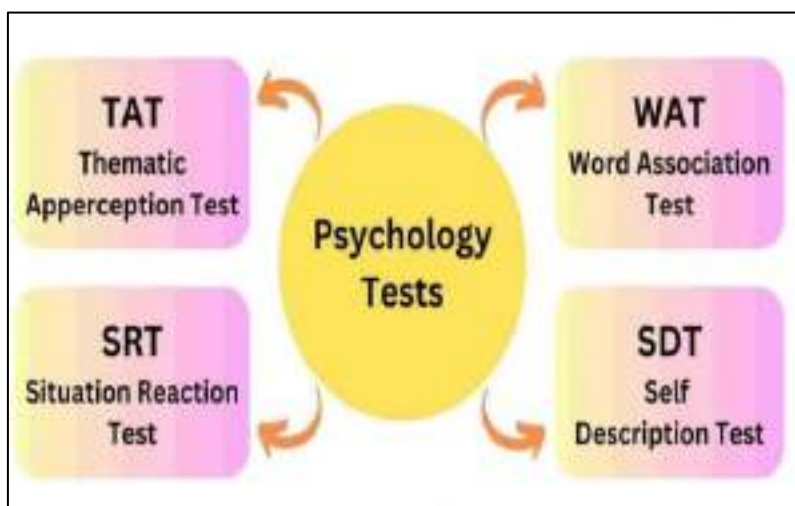 TAT
Thematic
Apperception Test
WAT
Word Association
Test
Psychology
Tests
SRT
Situation Reaction
Test
SDT
Self
Description Test